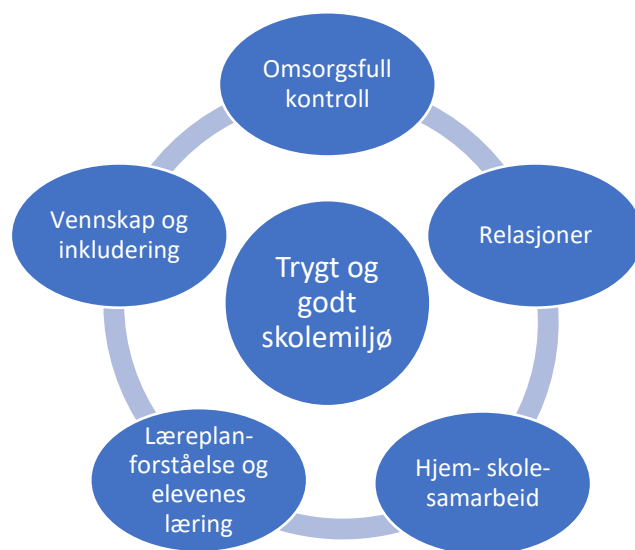 Omsorgsfull
kontroll
Relasjoner
Hjem- skole-
samarbeid
Læreplan-
forståelse og
elevenes
læring
Vennskap og
inkludering
Trygt og
godt
skolemiljø